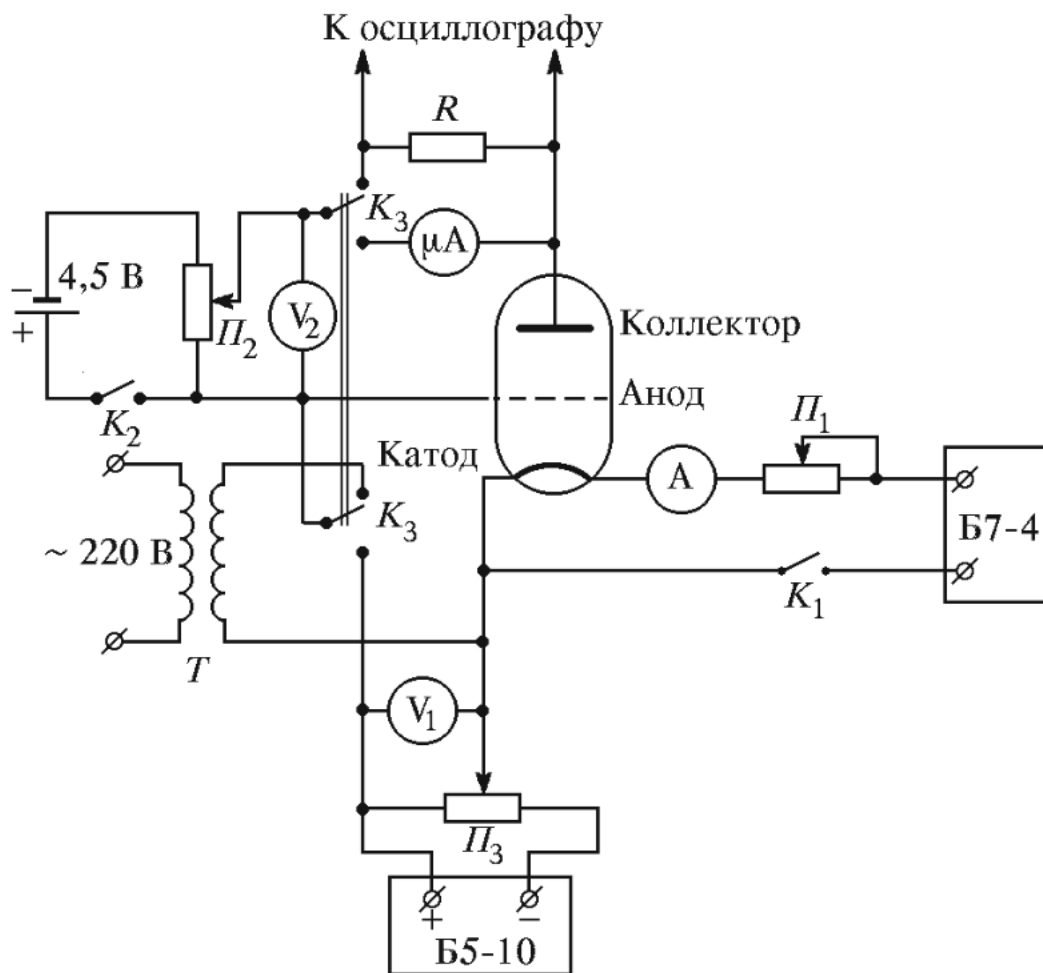 К осциллографу
R
K3
μA
− 4,5 В
+
П2
V2
Коллектор
Анод
K2
Катод
П1
A
K3
Б7-4
~ 220 В
K1
T
V1
П3
+ −
Б5-10